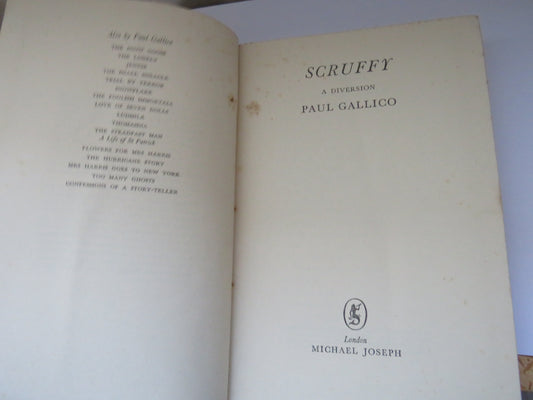 Also by Paul Gallico
THE SNOW GOOSE
THE LONELY
JENNIE
THE SMALL MIRACLE
TRIAL BY TERROR
SNOWFLAKE
THE FOOLISH IMMORTALS
LOVE OF SEVEN DOLLS
LUDMILA
THOMASINA
THE STEADFAST MAN
A Life of St Patrick
FLOWERS FOR MRS HARRIS
THE HURRICANE STORY
MRS HARRIS GOES TO NEW YORK
TOO MANY GHOSTS
CONFESSIONS OF A STORY-TELLER
SCRUFFY
A DIVERSION
PAUL GALLICO
London
MICHAEL JOSEPH